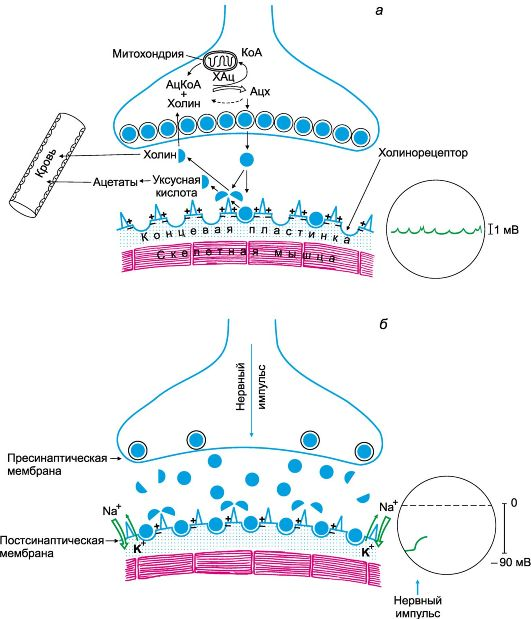 а
Митохондрия
КоА
ХАц
АцКоА
+
Холин
Ацх
Кровь
Холин
Холинорецептор
Ацетаты
Уксусная
кислота
1 мВ
Концевая пластинка
Скелетная мышца
б
Нервный
импульс
Пресинаптическая
мембрана
Na+
Na+
0
Постсинаптическая
мембрана
K+
K+
– 90 мВ
Нервный
импульс